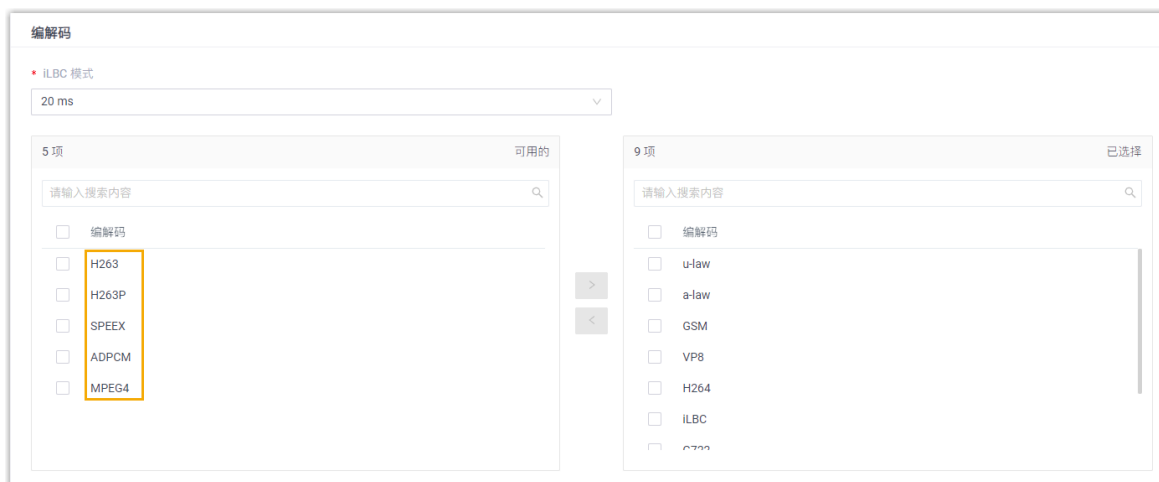 编解码
* iLBC 模式
20 ms
5 项 可用的
请输入搜索内容
编解码
H263
H263P
SPEEX
ADPCM
MPEG4
>
<
9 项 已选择
请输入搜索内容
编解码
u-law
a-law
GSM
VP8
H264
iLBC